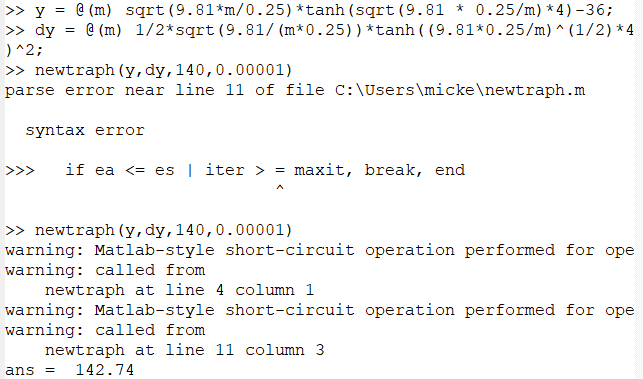 >> y = @(m) sqrt(9.81*m/0.25)*tanh(sqrt(9.81 * 0.25/m)*4)-36;
>> dy = @(m) 1/2*sqrt(9.81/(m*0.25))*tanh((9.81*0.25/m)^(1/2)*4
)^2;
>> newtraph(y,dy,140,0.00001)
parse error near line 11 of file C:\Users\micke\newtraph.m
syntax error
>>> if ea <= es | iter > = maxit, break, end
^
>> newtraph(y,dy,140,0.00001)
warning: Matlab-style short-circuit operation performed for ope
warning: called from
newtraph at line 4 column 1
warning: Matlab-style short-circuit operation performed for ope
warning: called from
newtraph at line 11 column 3
ans = 142.74